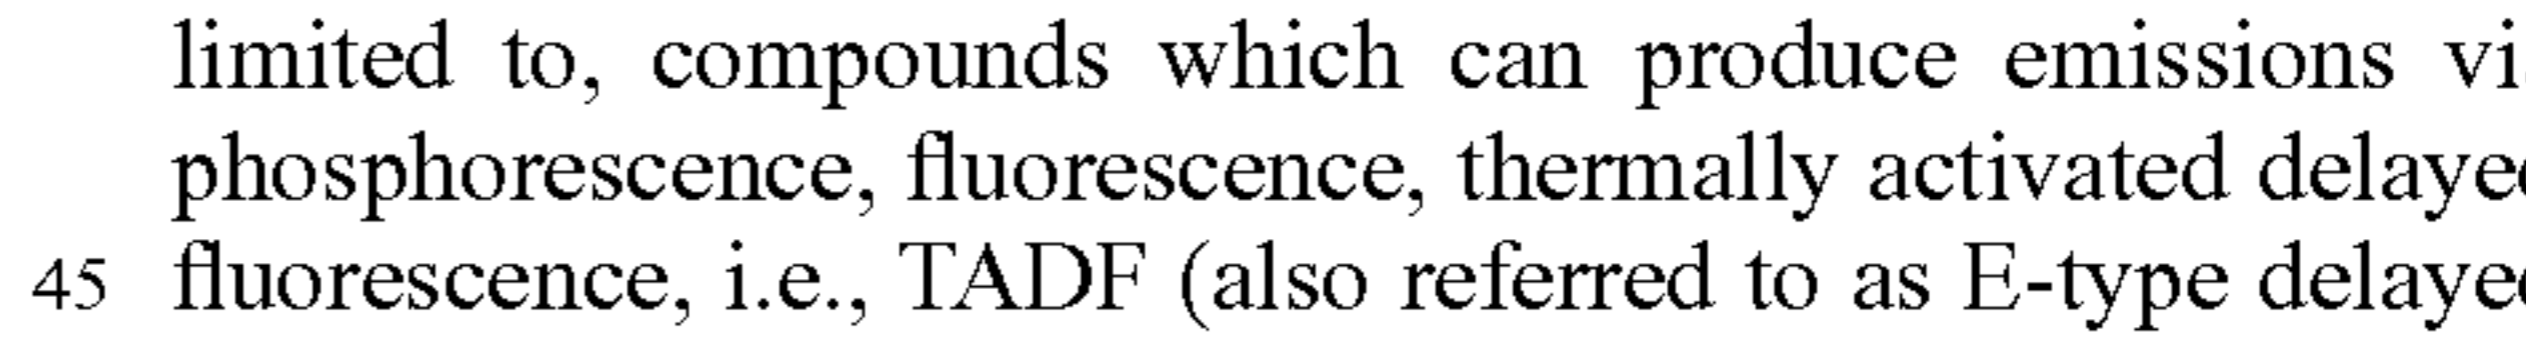 limited to, compounds which can produce emissions vi
phosphorescence, fluorescence, thermally activated delaye
45 fluorescence, i.e., TADF (also referred to as E-type delaye